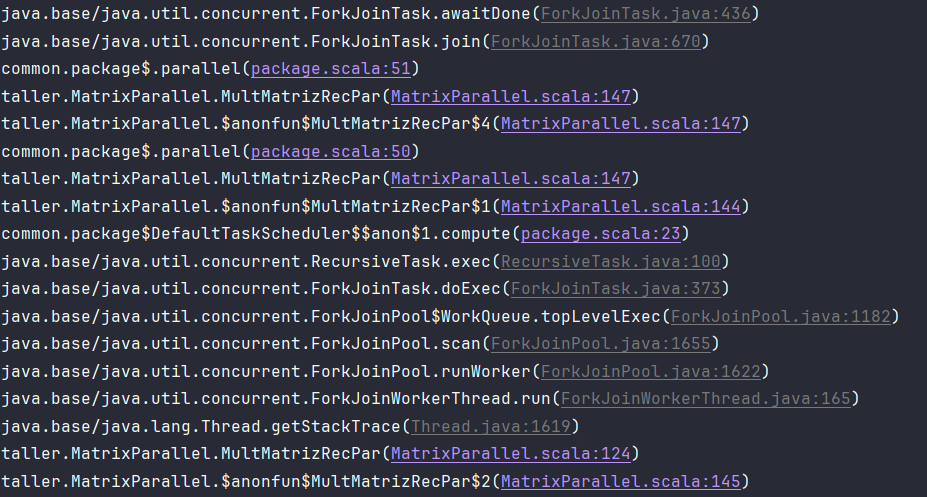 java.base/java.util.concurrent.ForkJoinTask.awaitDone(ForkJoinTask.java:436)
java.base/java.util.concurrent.ForkJoinTask.join(ForkJoinTask.java:670)
common.package$.parallel(package.scala:51)
taller.MatrixParallel.MultMatrizRecPar(MatrixParallel.scala:147)
taller.MatrixParallel.$anonfun$MultMatrizRecPar$4(MatrixParallel.scala:147)
common.package$.parallel(package.scala:50)
taller.MatrixParallel.MultMatrizRecPar(MatrixParallel.scala:147)
taller.MatrixParallel.$anonfun$MultMatrizRecPar$1(MatrixParallel.scala:144)
common.package$DefaultTaskScheduler$$anon$1.compute(package.scala:23)
java.base/java.util.concurrent.RecursiveTask.exec(RecursiveTask.java:100)
java.base/java.util.concurrent.ForkJoinTask.doExec(ForkJoinTask.java:373)
java.base/java.util.concurrent.ForkJoinPool$WorkQueue.topLevelExec(ForkJoinPool.java:1182)
java.base/java.util.concurrent.ForkJoinPool.scan(ForkJoinPool.java:1655)
java.base/java.util.concurrent.ForkJoinPool.runWorker(ForkJoinPool.java:1622)
java.base/java.util.concurrent.ForkJoinWorkerThread.run(ForkJoinWorkerThread.java:165)
java.base/java.lang.Thread.getStackTrace(Thread.java:1619)
taller.MatrixParallel.MultMatrizRecPar(MatrixParallel.scala:124)
taller.MatrixParallel.$anonfun$MultMatrizRecPar$2(MatrixParallel.scala:145)